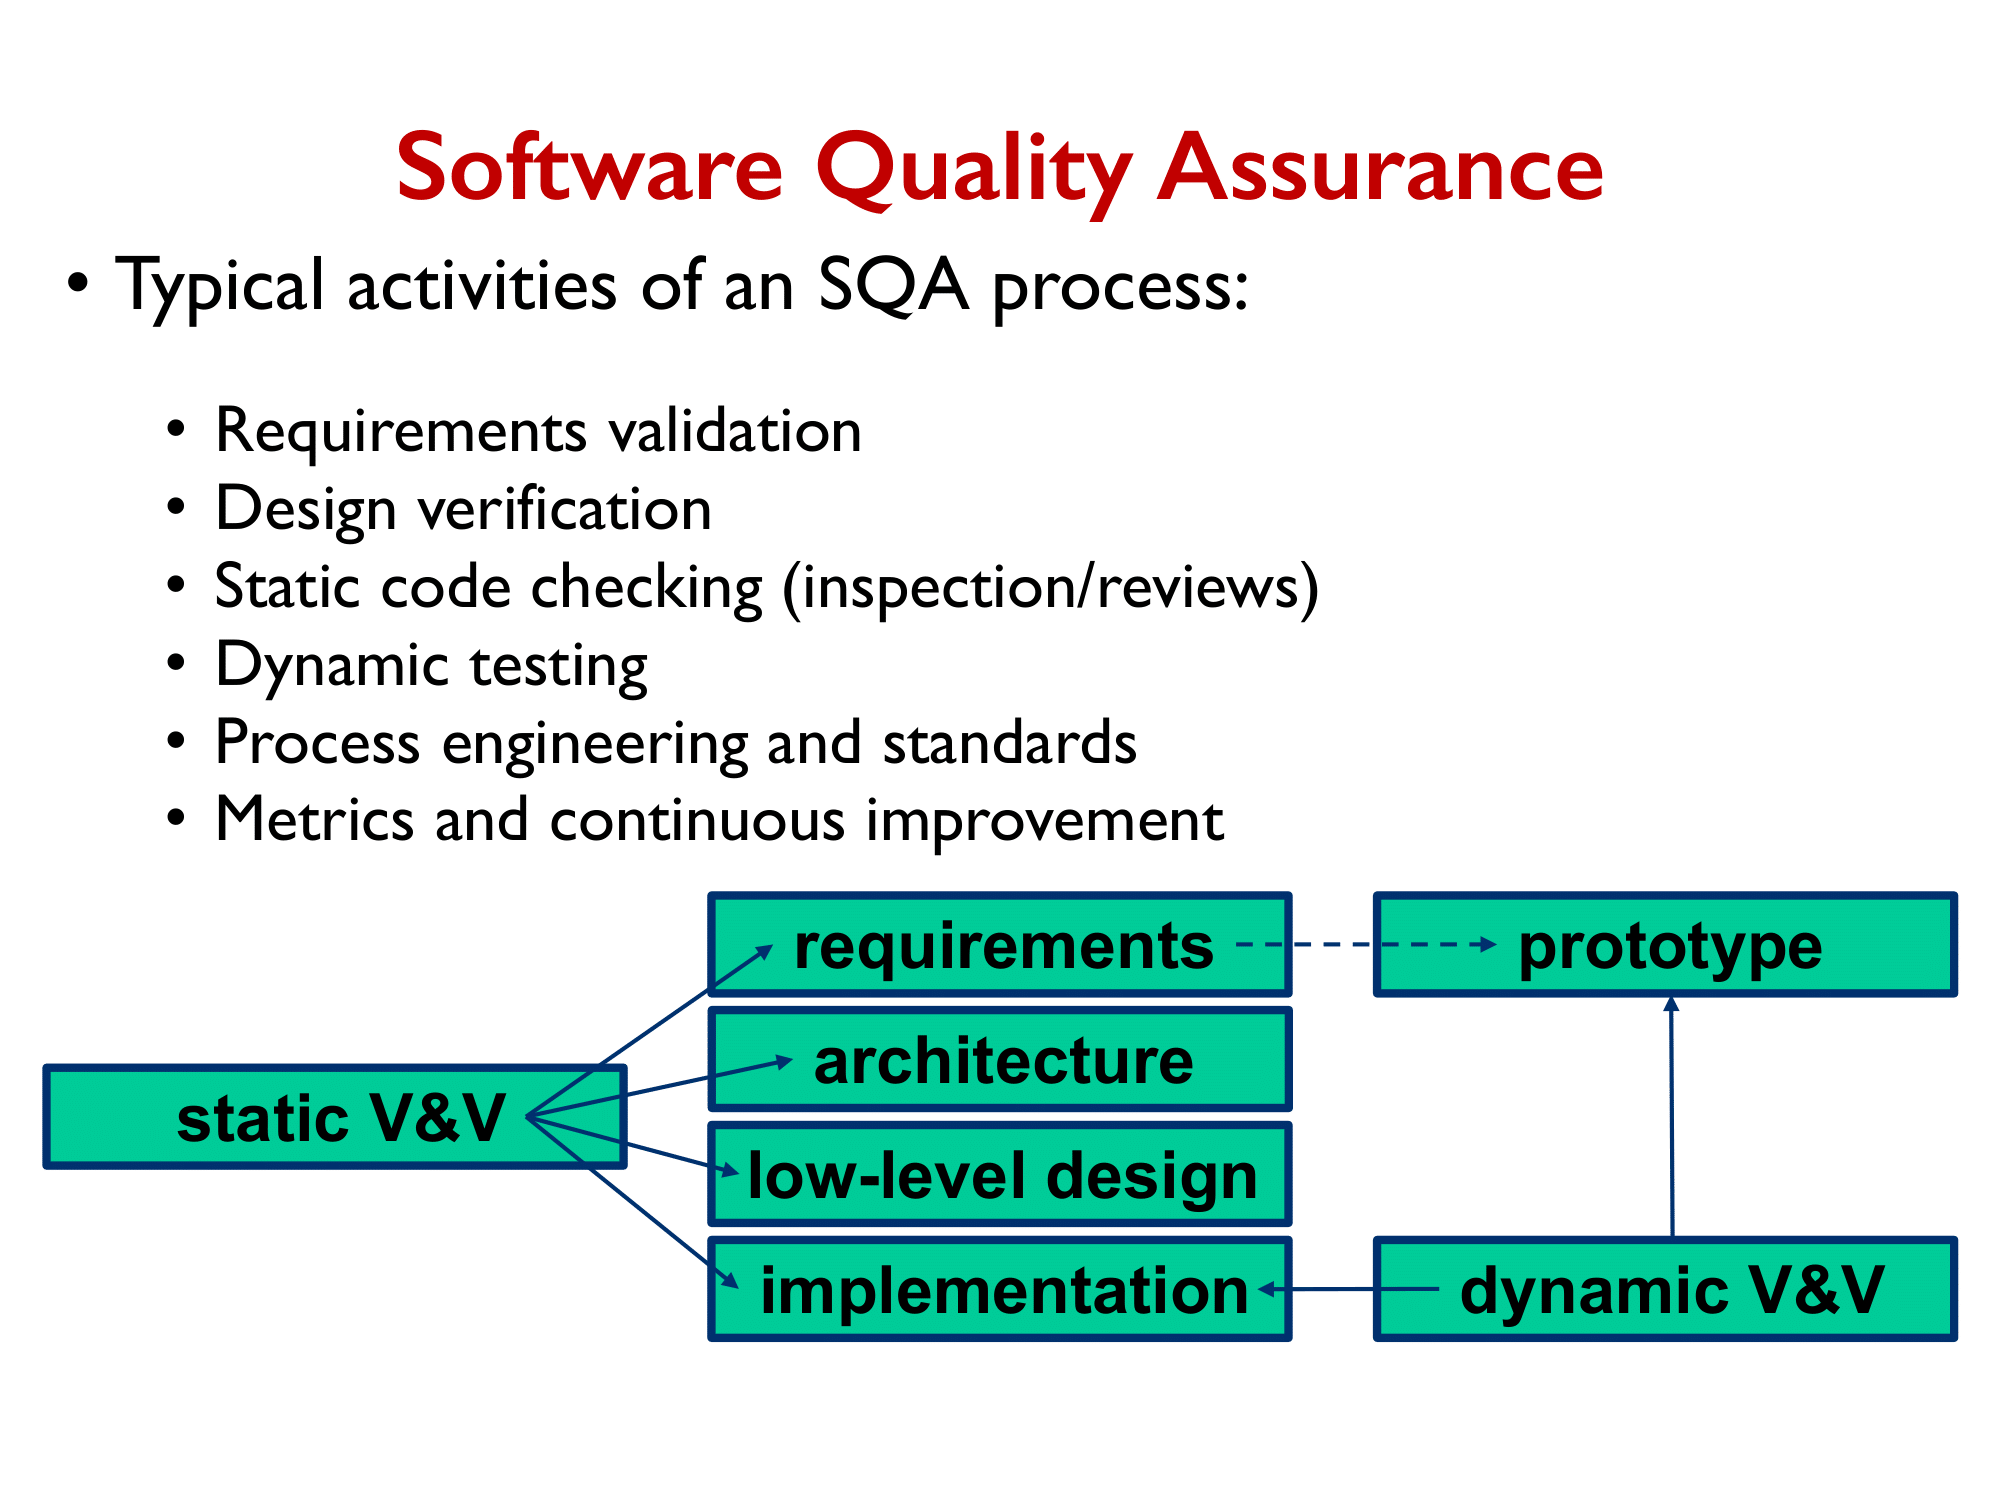 Software Quality Assurance
• Typical activities of an SQA process:
• Requirements validation
• Design verification
• Static code checking (inspection/reviews)
• Dynamic testing
• Process engineering and standards
• Metrics and continuous improvement
requirements
prototype
architecture
static V&V
low-level design
implementation
dynamic V&V